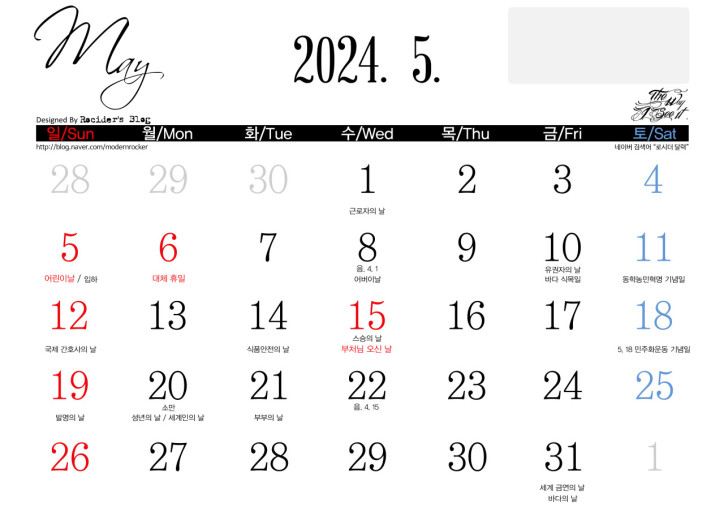 May
2024. 5.
The Way
I See it.
Designed By Rocider's Blog
일/Sun 월/Mon 화/Tue 수/Wed 목/Thu 금/Fri 토/Sat
http://blog.naver.com/modernrocker 네이버 검색어 "로시더 달력"
28 29 30 1 2 3 4
근로자의 날
5 6 7 8 9 10 11
음. 4. 1 유권자의 날
어린이날 / 입하 대체 휴일 어버이날 바다 식목일 동학농민혁명 기념일
12 13 14 15 16 17 18
스승의 날
국제 간호사의 날 식품안전의 날 부처님 오신 날 5. 18 민주화운동 기념일
19 20 21 22 23 24 25
소만 음. 4. 15
발명의 날 성년의 날 / 세계인의 날 부부의 날
26 27 28 29 30 31 1
세계 금연의 날
바다의 날